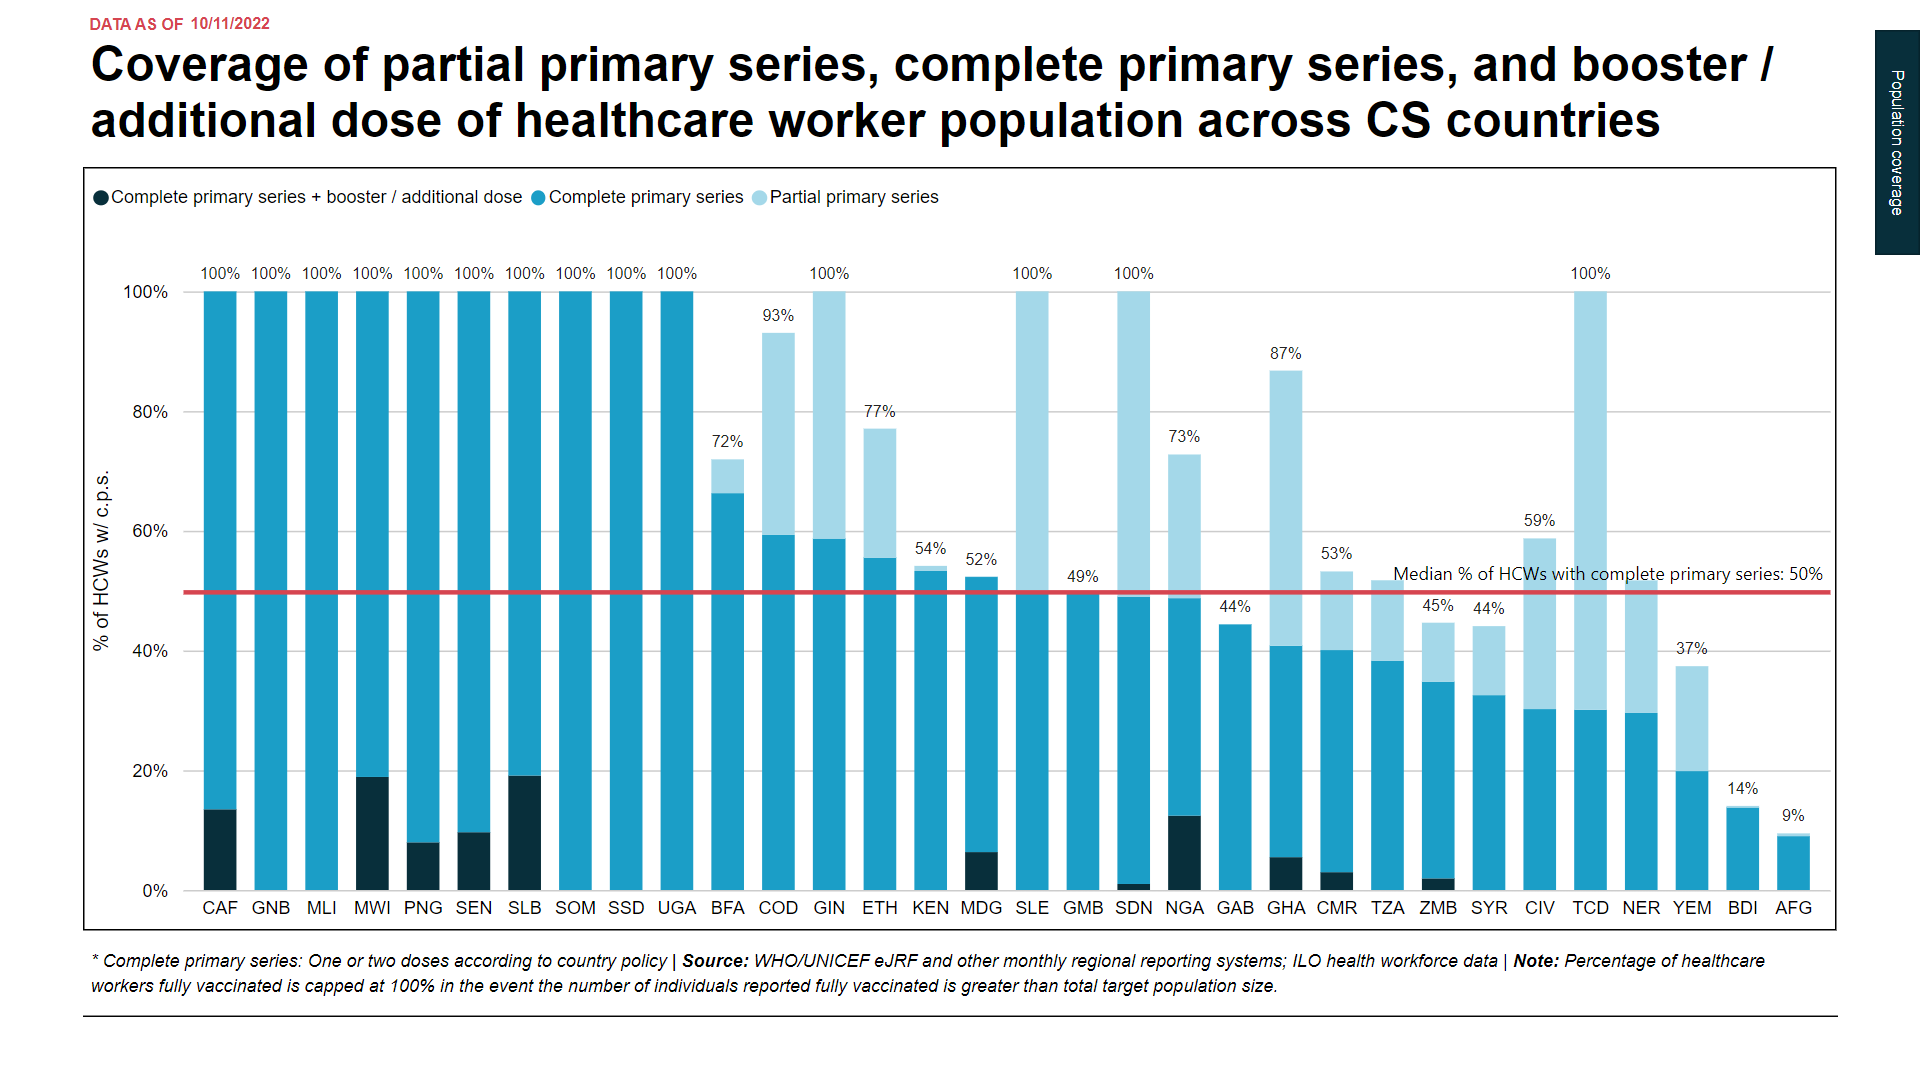 DATA AS OF 10/11/2022
Coverage of partial primary series, complete primary series, and booster /
additional dose of healthcare worker population across CS countries
Population coverage
Complete primary series + booster / additional dose Complete primary series Partial primary series
100% 100% 100% 100% 100% 100% 100% 100% 100% 100% 100% 100% 100% 100%
100%
93%
87%
80%
77%
72%
73%
60%
59%
54%
52%
53%
Median % of HCWs with complete primary series: 50%
49%
44%
45%
44%
40%
37%
20%
14%
9%
0%
% of HCWs w/ c.p.s.
CAF GNB MLI MWI PNG SEN SLB SOM SSD UGA BFA COD GIN ETH KEN MDG SLE GMB SDN NGA GAB GHA CMR TZA ZMB SYR CIV TCD NER YEM BDI AFG
* Complete primary series: One or two doses according to country policy | Source: WHO/UNICEF eJRF and other monthly regional reporting systems; ILO health workforce data | Note: Percentage of healthcare
workers fully vaccinated is capped at 100% in the event the number of individuals reported fully vaccinated is greater than total target population size.